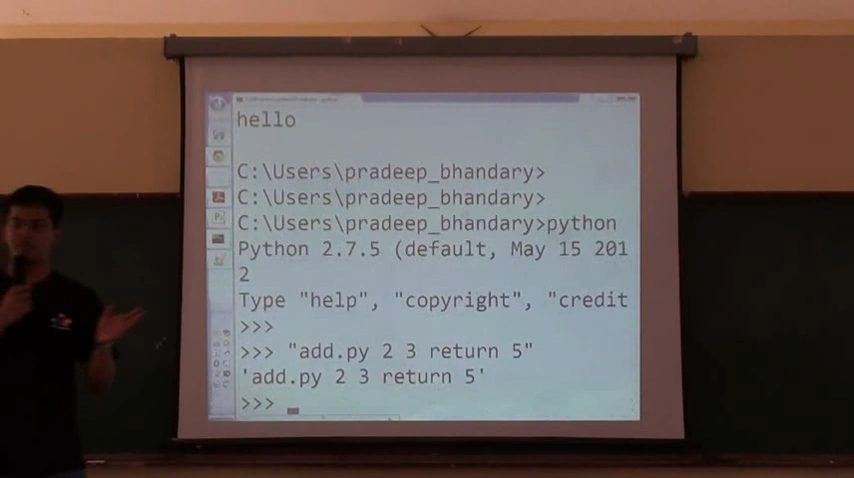 hello
C:\Users\pradeep_bhandary>
C:\Users\pradeep_bhandary>
C:\Users\pradeep_bhandary>python
Python 2.7.5 (default, May 15 201
2
Type "help", "copyright", "credit
>>>
>>> "add.py 2 3 return 5"
'add.py 2 3 return 5'
>>>